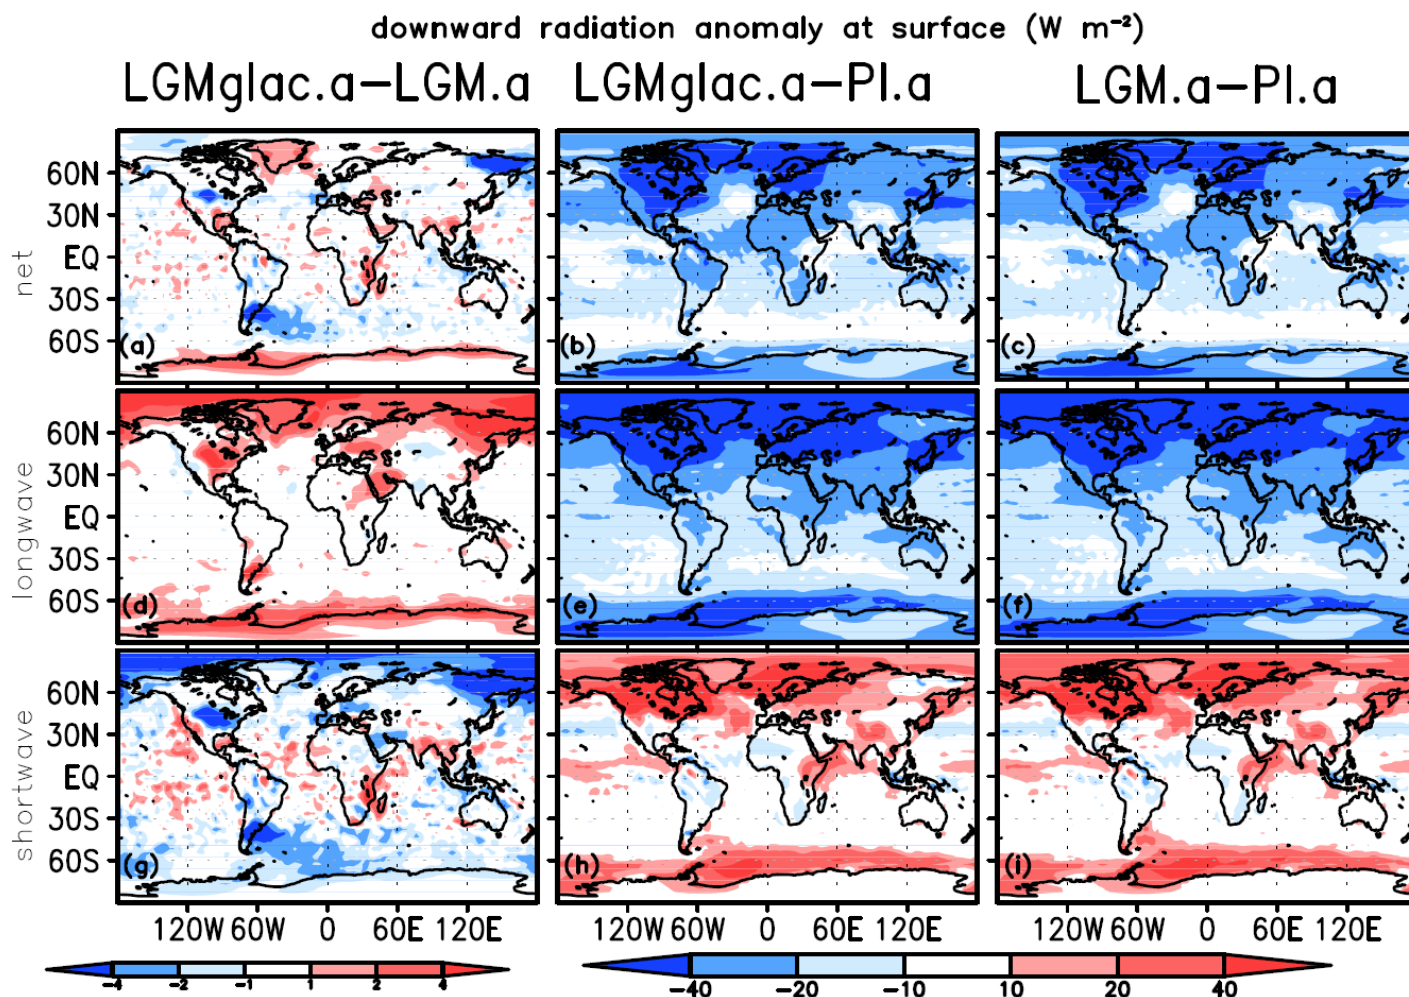 downward radiation anomaly at surface (W m⁻²)
LGMglac.a−LGM.a LGMglac.a−PI.a LGM.a−PI.a
net
60N
30N
EQ
30S
60S
(a) (b) (c)
longwave
60N
30N
EQ
30S
60S
(d) (e) (f)
shortwave
60N
30N
EQ
30S
60S
(g) (h) (i)
120W 60W 0 60E 120E 120W 60W 0 60E 120E 120W 60W 0 60E 120E
−4 −2 −1 1 2 4 −40 −20 −10 10 20 40